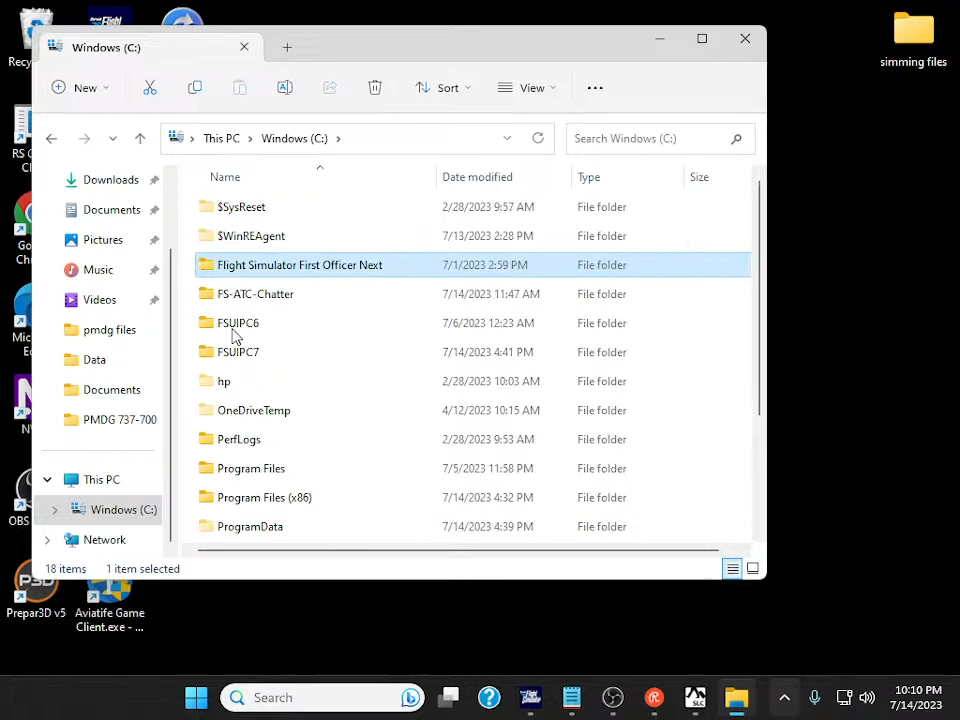 Windows (C:)
simming files
New
Sort
View
This PC
Windows (C:)
Search Windows (C:)
Name
Date modified
Type
Size
Downloads
Documents
Pictures
Music
Videos
pmdg files
Data
Documents
PMDG 737-700
This PC
Windows (C:)
Network
$SysReset 2/28/2023 9:57 AM File folder
$WinREAgent 7/13/2023 2:28 PM File folder
Flight Simulator First Officer Next 7/1/2023 2:59 PM File folder
FS-ATC-Chatter 7/14/2023 11:47 AM File folder
FSUIPC6 7/6/2023 12:23 AM File folder
FSUIPC7 7/14/2023 4:41 PM File folder
hp 2/28/2023 10:03 AM File folder
OneDriveTemp 4/12/2023 10:15 AM File folder
PerfLogs 2/28/2023 9:53 AM File folder
Program Files 7/5/2023 11:58 PM File folder
Program Files (x86) 7/14/2023 4:32 PM File folder
ProgramData 7/14/2023 4:39 PM File folder
18 items 1 item selected
Recy
RS C
Cl
Go
Chr
Mic
Ec
N
NV
OBS
P3D
Prepar3D v5
Aviatife Game
Client.exe - ...
Search
SLC
10:10 PM
7/14/2023